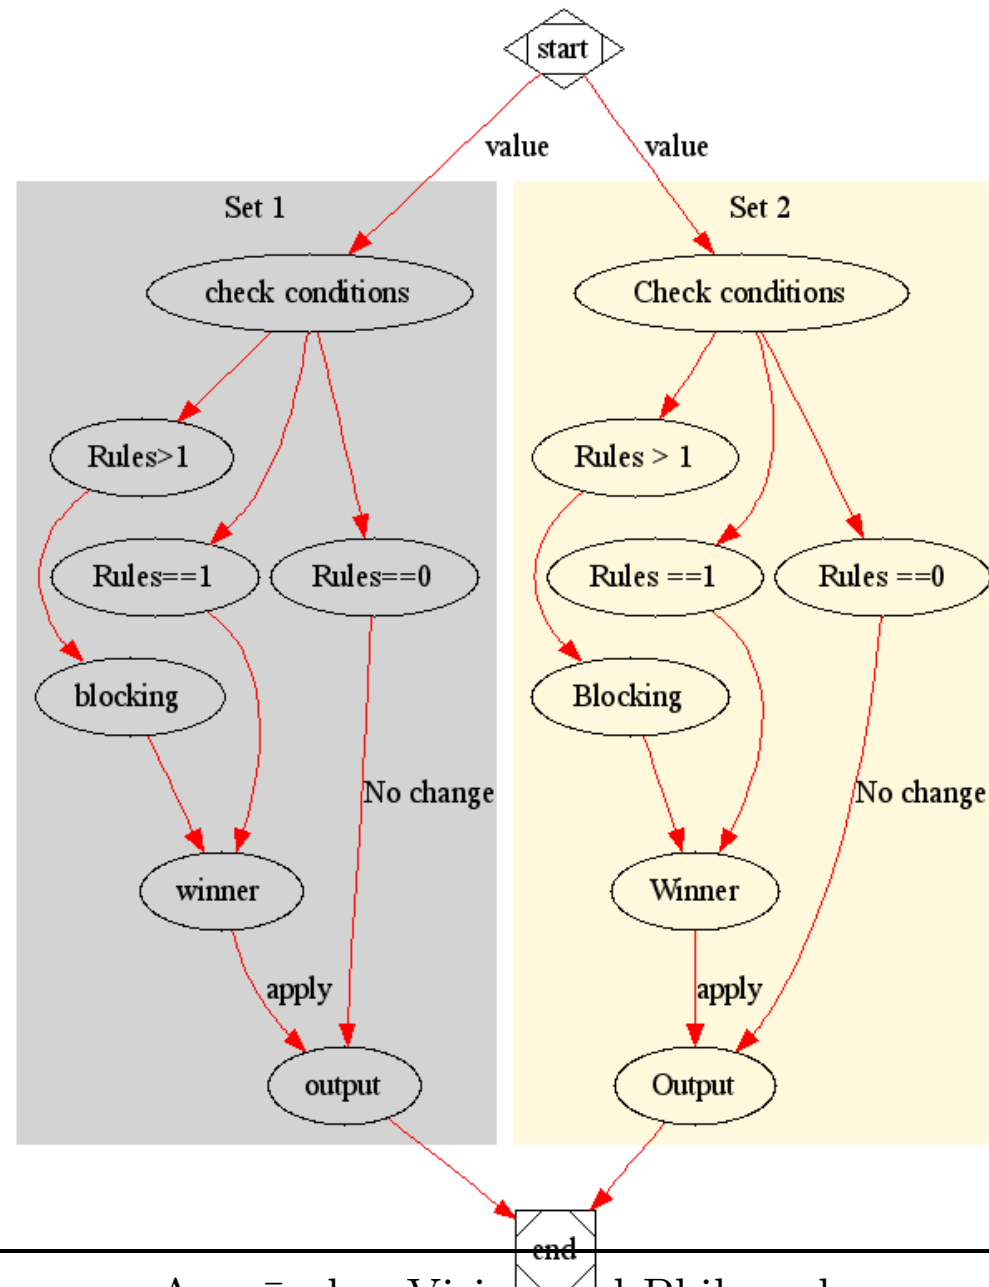 start
value
value
Set 1
Set 2
check conditions
Check conditions
Rules>1
Rules > 1
Rules==1
Rules==0
Rules ==1
Rules ==0
blocking
Blocking
No change
No change
winner
Winner
apply
apply
output
Output
end